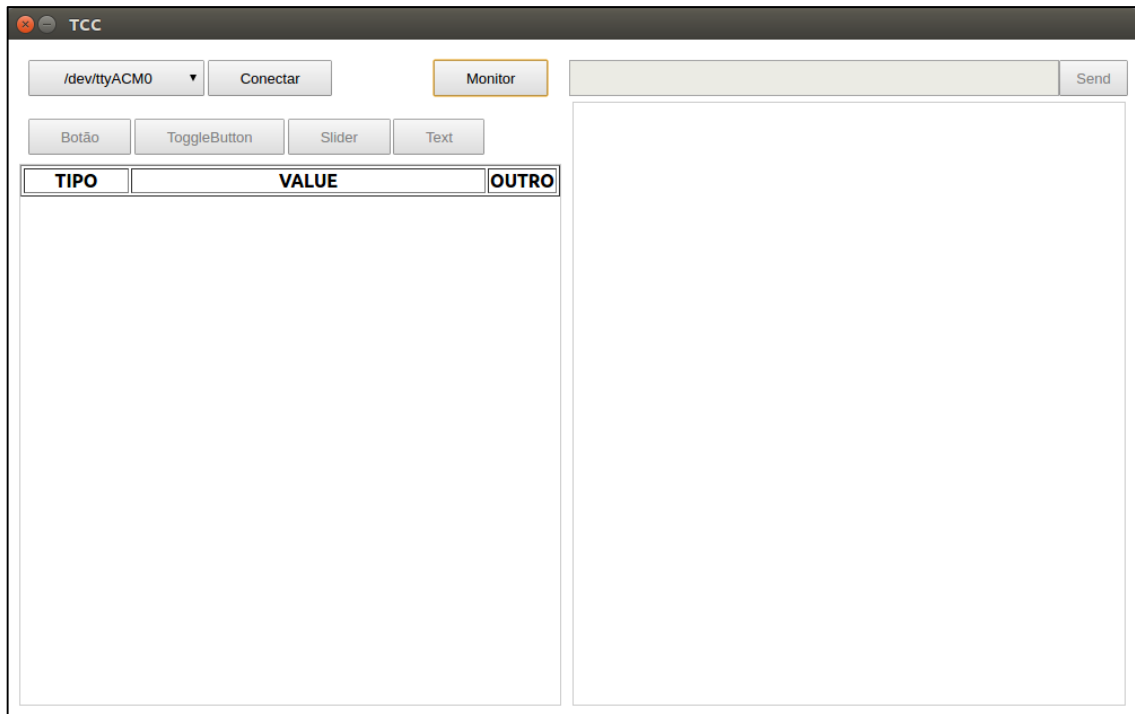 TCC
/dev/ttyACM0 Conectar Monitor Send
Botão ToggleButton Slider Text
TIPO VALUE OUTRO